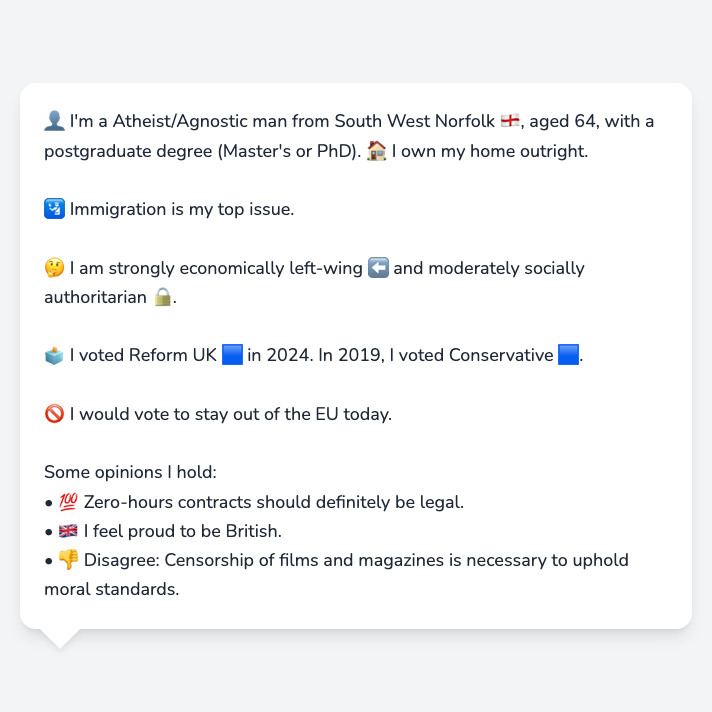 👤 I'm a Atheist/Agnostic man from South West Norfolk 🏴󠁧󠁢󠁥󠁮󠁧󠁿, aged 64, with a
postgraduate degree (Master's or PhD). 🏠 I own my home outright.
🛂 Immigration is my top issue.
🤔 I am strongly economically left-wing ⬅️ and moderately socially
authoritarian 🔒.
🗳️ I voted Reform UK 🟦 in 2024. In 2019, I voted Conservative 🟦.
🚫 I would vote to stay out of the EU today.
Some opinions I hold:
• 💯 Zero-hours contracts should definitely be legal.
• 🇬🇧 I feel proud to be British.
• 👎 Disagree: Censorship of films and magazines is necessary to uphold
moral standards.